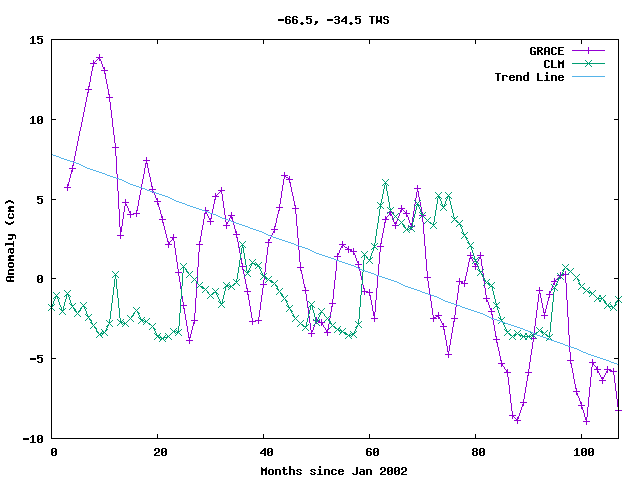 -66.5, -34.5 TWS
GRACE
CLM
Trend Line
15
10
5
0
-5
-10
Anomaly (cm)
0 20 40 60 80 100
Months since Jan 2002